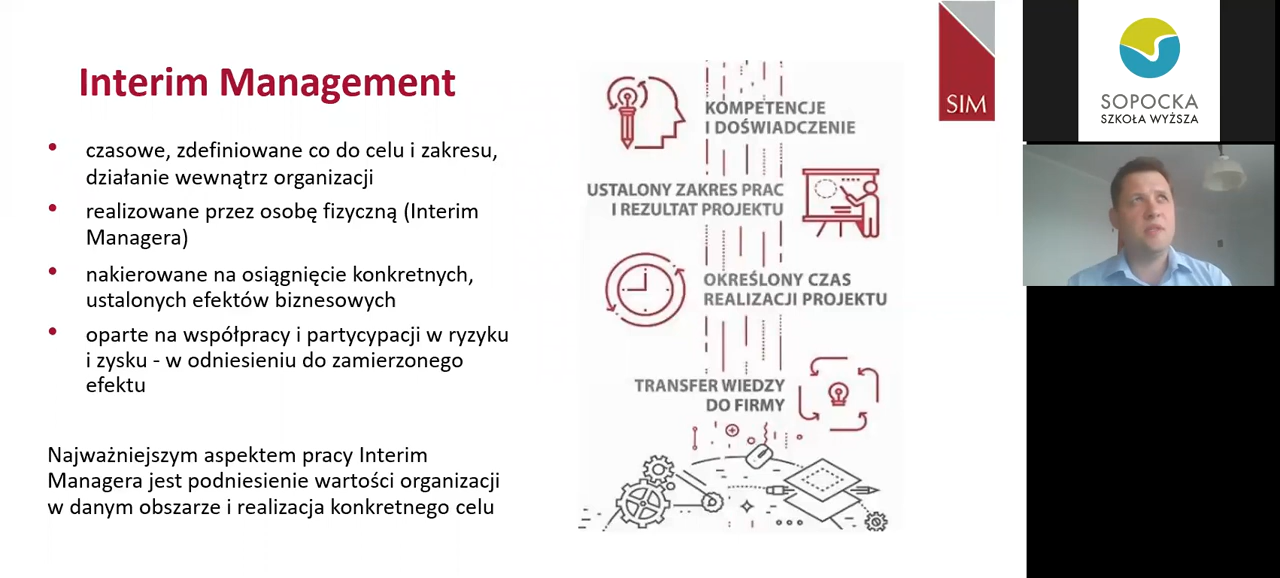 Interim Management
• czasowe, zdefiniowane co do celu i zakresu,
działanie wewnątrz organizacji
• realizowane przez osobę fizyczną (Interim
Managera)
• nakierowane na osiągnięcie konkretnych,
ustalonych efektów biznesowych
• oparte na współpracy i partycypacji w ryzyku
i zysku - w odniesieniu do zamierzonego
efektu
Najważniejszym aspektem pracy Interim
Managera jest podniesienie wartości organizacji
w danym obszarze i realizacja konkretnego celu
KOMPETENCJE
I DOŚWIADCZENIE
USTALONY ZAKRES PRAC
I REZULTAT PROJEKTU
OKREŚLONY CZAS
REALIZACJI PROJEKTU
TRANSFER WIEDZY
DO FIRMY
SIM
SOPOCKA
SZKOŁA WYŻSZA